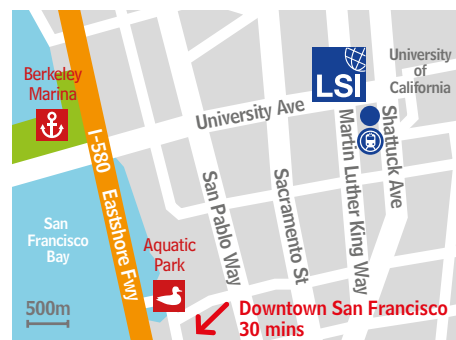 Berkeley
Marina
University
of
California
LSI
University Ave
I-580 Eastshore Fwy
San Pablo Way
Sacramento St
Martin Luther King Way
Shattuck Ave
San
Francisco
Bay
Aquatic
Park
500m
Downtown San Francisco
30 mins